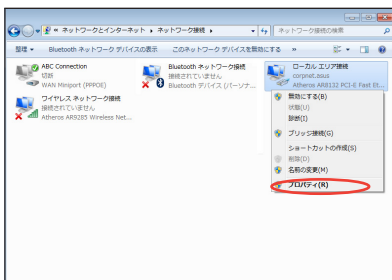 « ネットワークとインターネット ▸ ネットワーク接続 ▸
ネットワーク接続の検索
整理 ▼
Bluetooth ネットワーク デバイスの表示
このネットワーク デバイスを無効にする
»
ABC Connection
切断
WAN Miniport (PPPOE)
Bluetooth ネットワーク接続
接続されていません
Bluetooth デバイス (パーソナ...
ローカル エリア接続
corpnet.asus
Atheros AR8132 PCI-E Fast Et...
ワイヤレス ネットワーク接続
接続されていません
Atheros AR9285 Wireless Net...
無効にする(B)
状態(U)
診断(I)
ブリッジ接続(G)
ショートカットの作成(S)
削除(D)
名前の変更(M)
プロパティ(R)